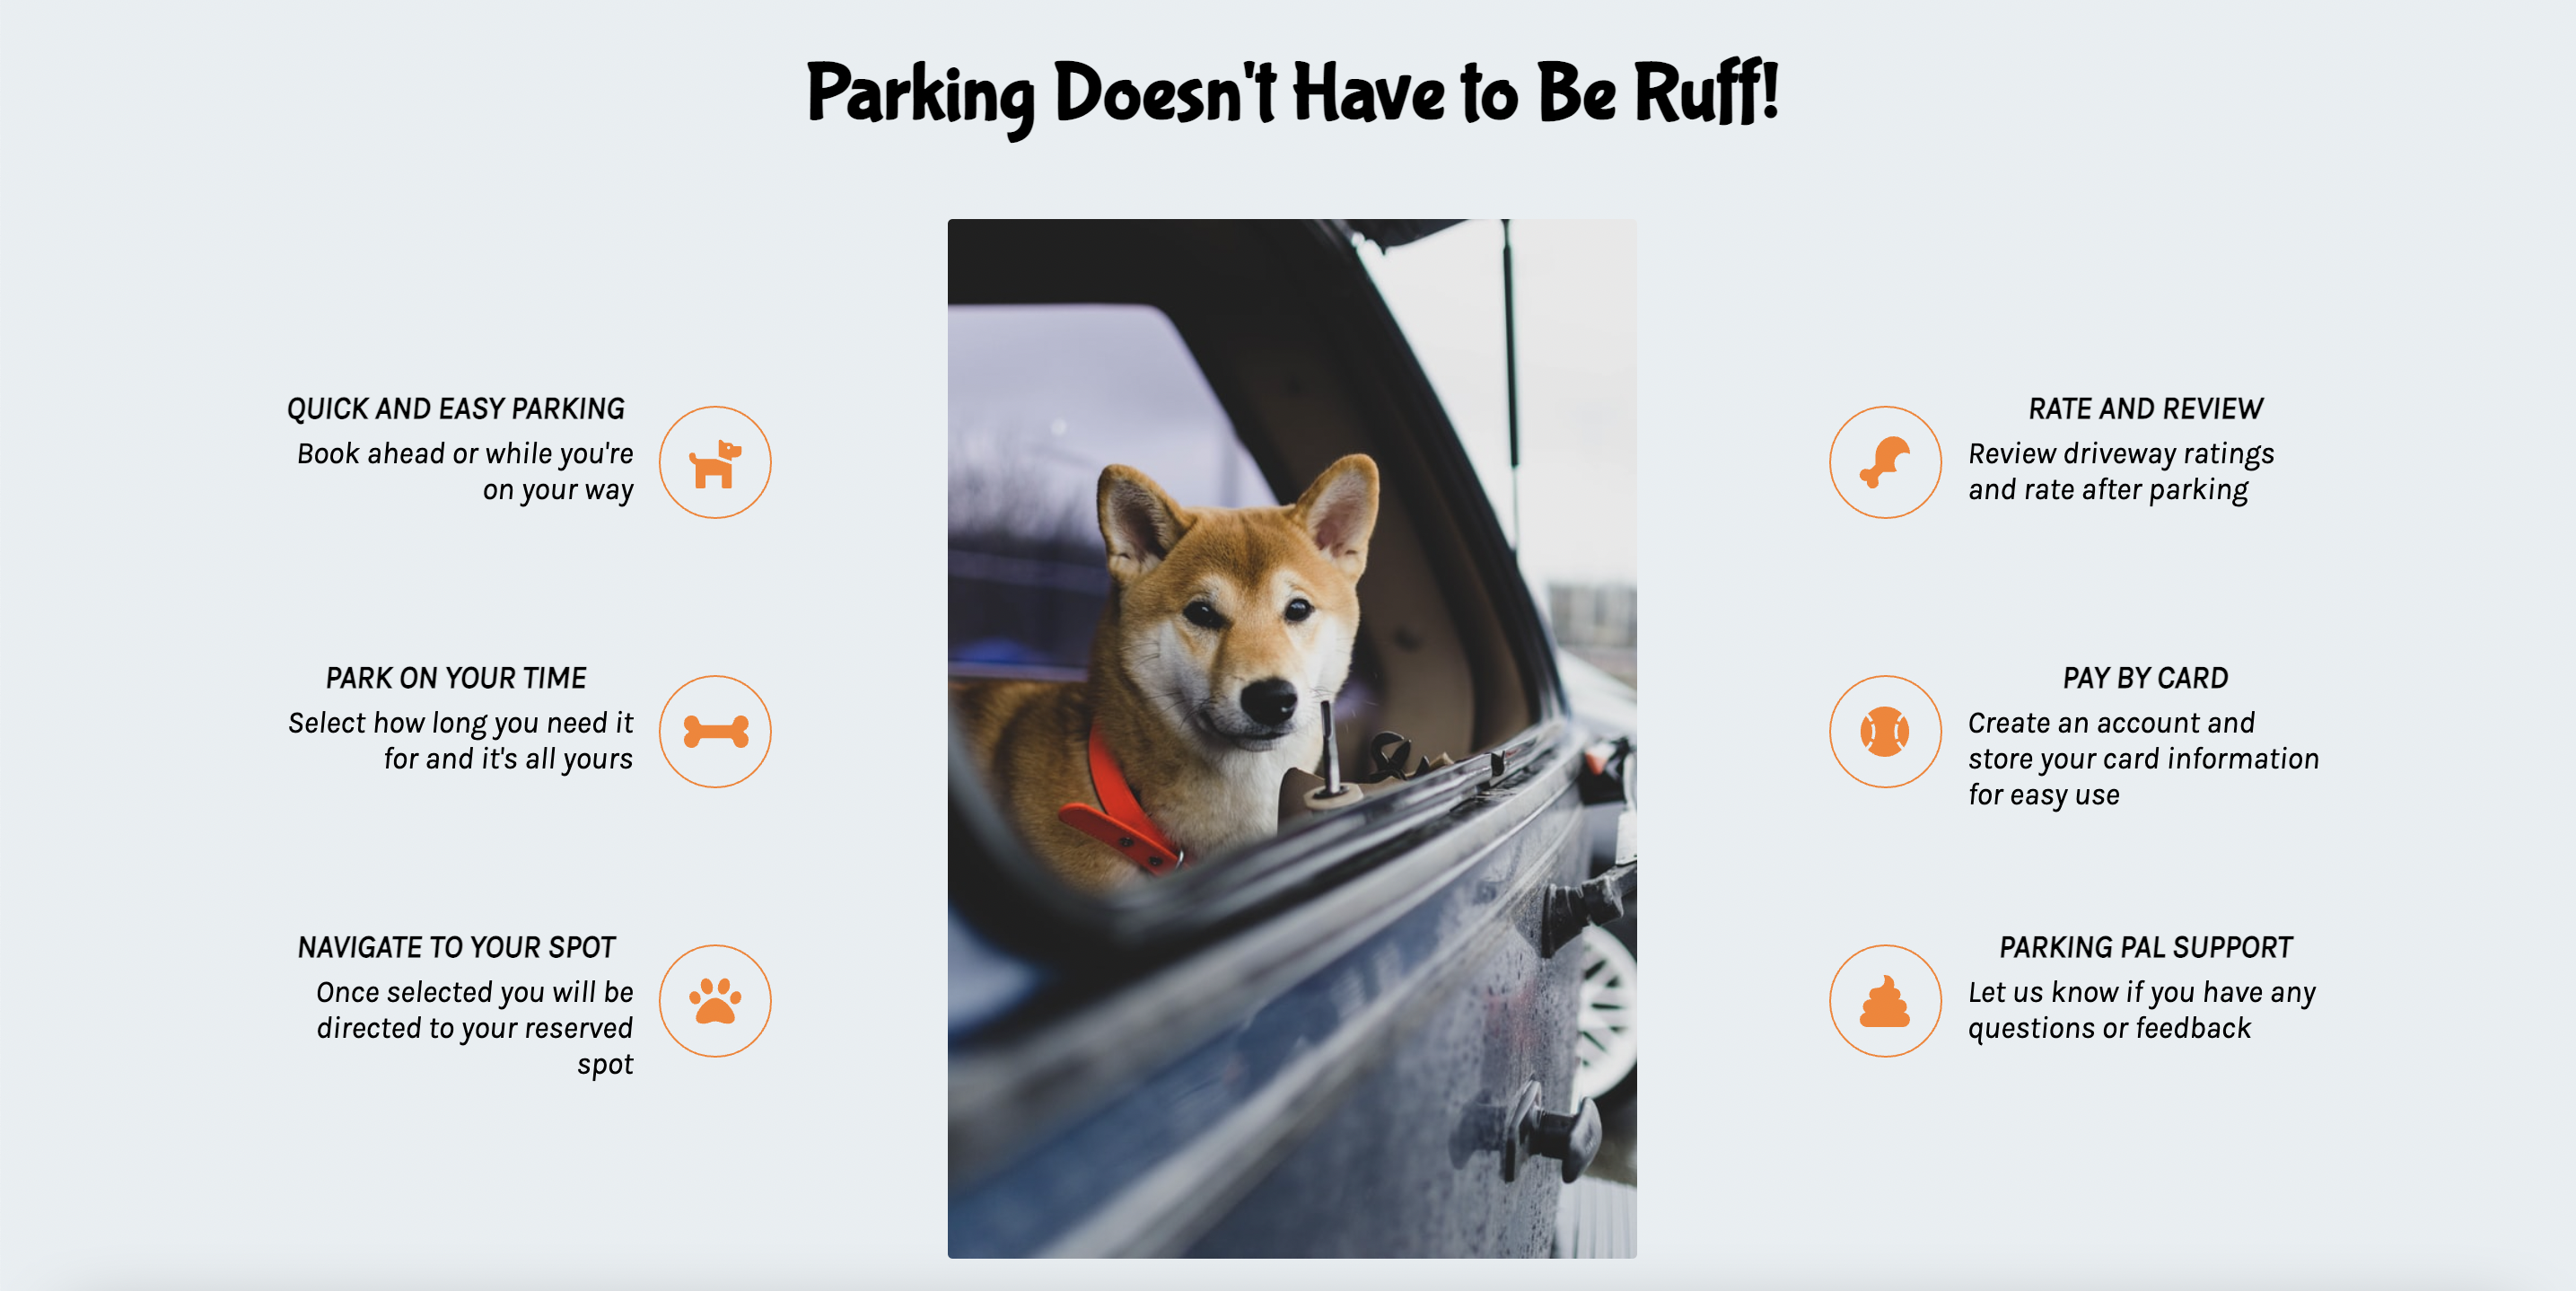 Parking Doesn't Have to Be Ruff!
QUICK AND EASY PARKING
Book ahead or while you're
on your way
PARK ON YOUR TIME
Select how long you need it
for and it's all yours
NAVIGATE TO YOUR SPOT
Once selected you will be
directed to your reserved
spot
RATE AND REVIEW
Review driveway ratings
and rate after parking
PAY BY CARD
Create an account and
store your card information
for easy use
PARKING PAL SUPPORT
Let us know if you have any
questions or feedback